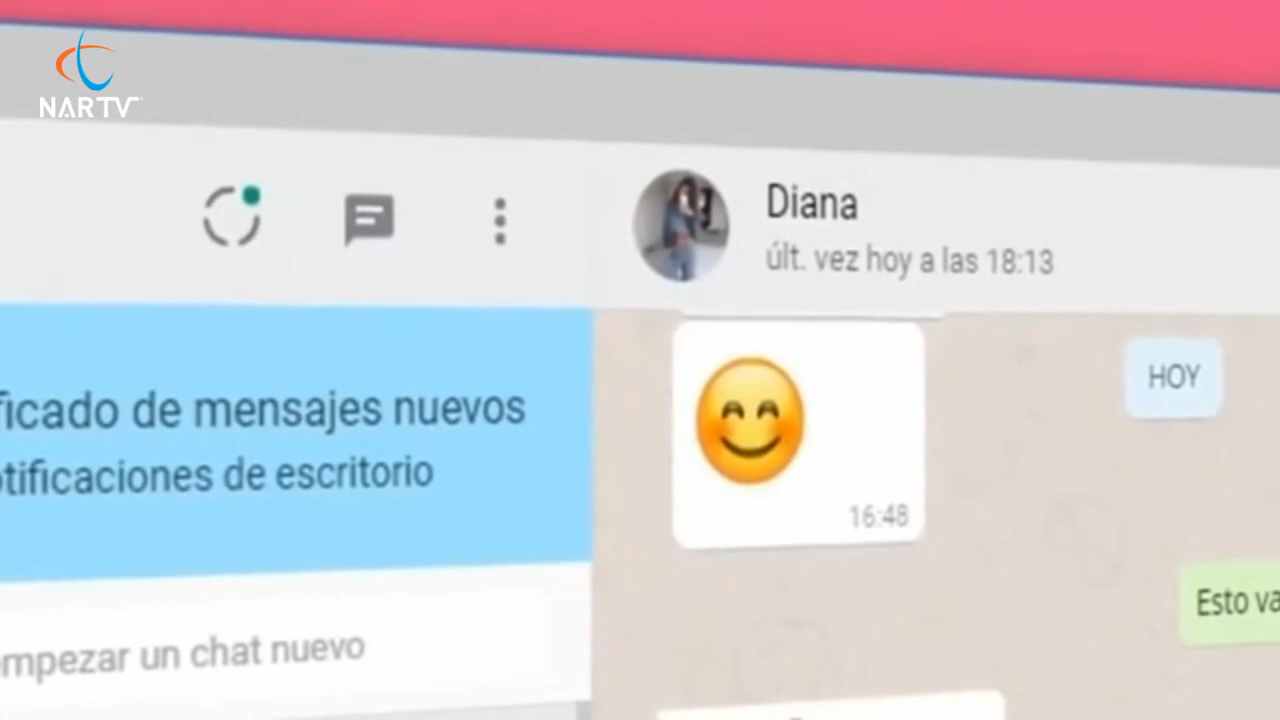 NARTV
Diana
últ. vez hoy a las 18:13
HOY
ficado de mensajes nuevos
otificaciones de escritorio
16:48
Esto va
empezar un chat nuevo